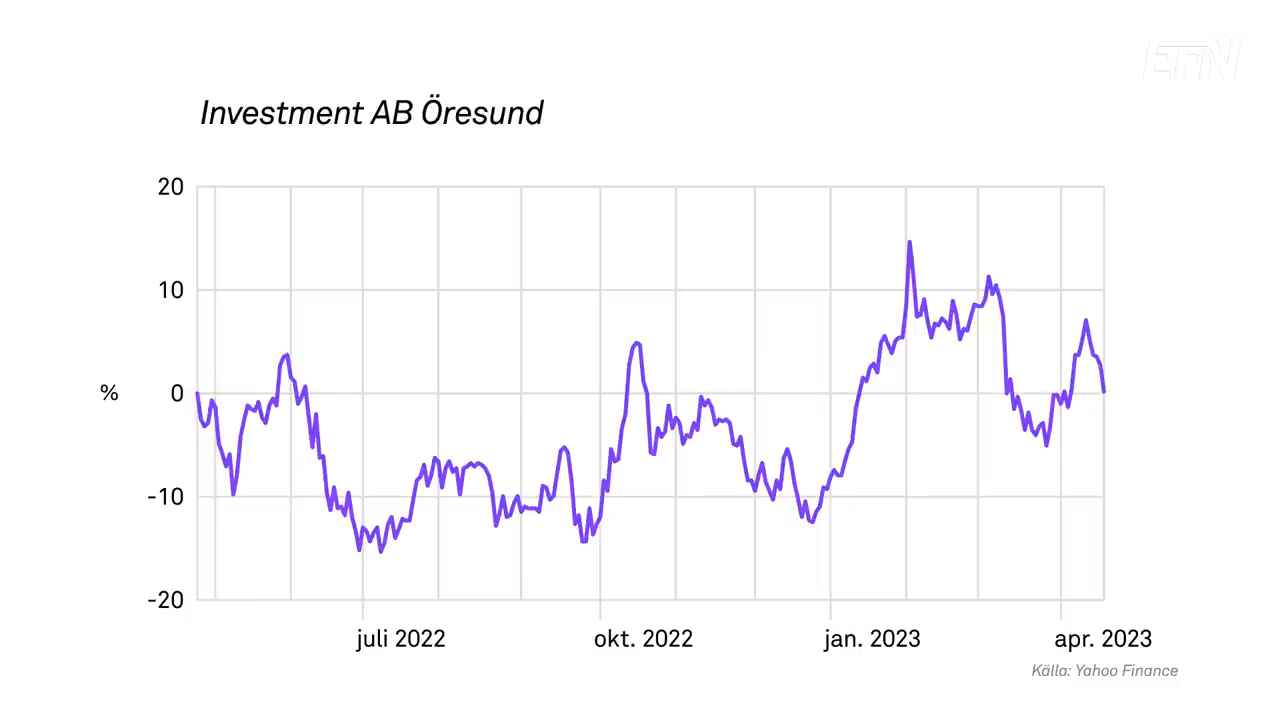 EFN
Investment AB Öresund
20
10
%
0
-10
-20
juli 2022
okt. 2022
jan. 2023
apr. 2023
Källa: Yahoo Finance